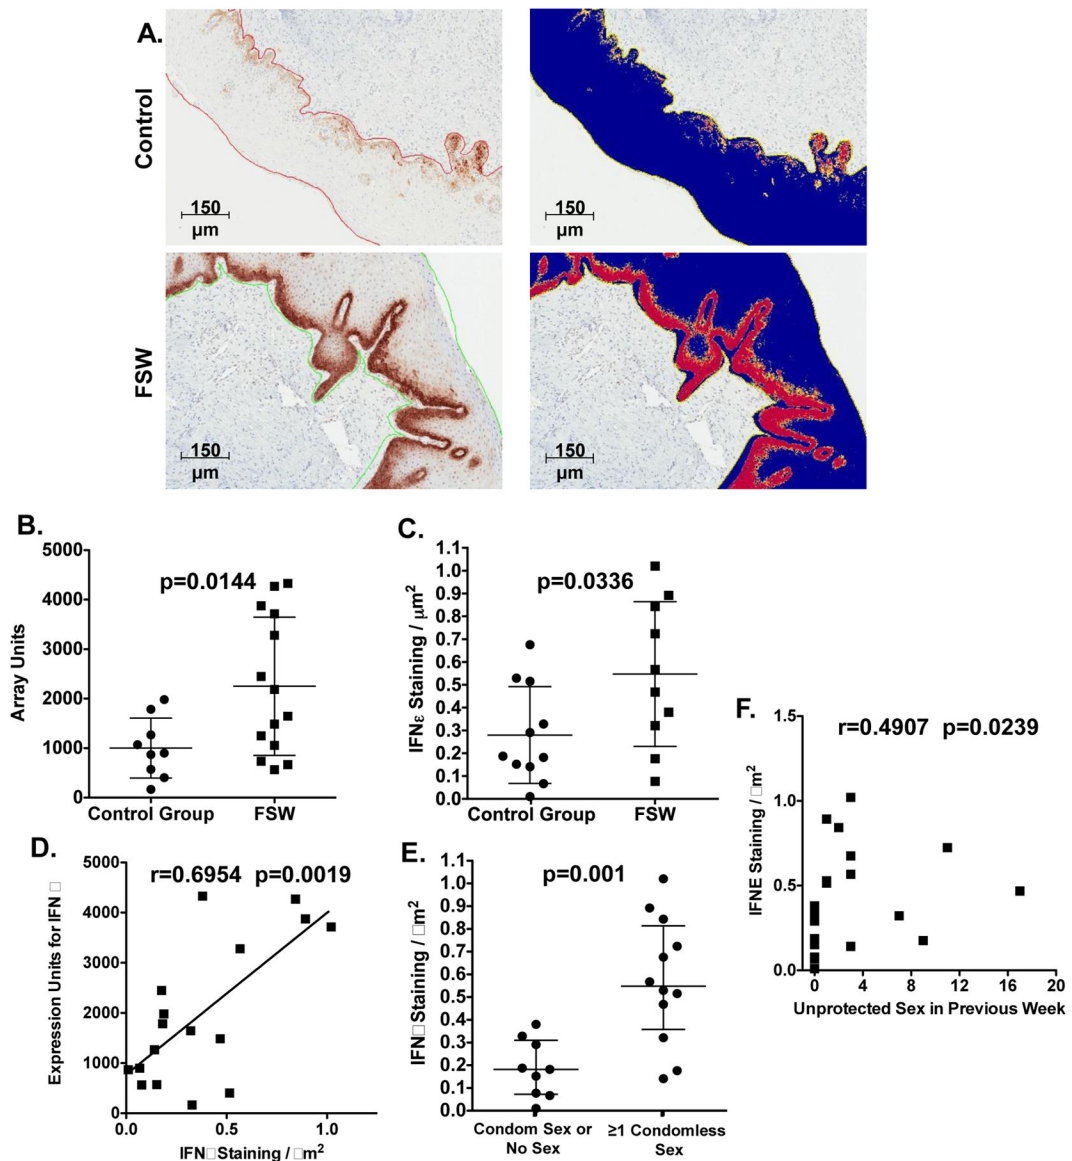 A.
Control
150
µm
150
µm
FSW
150
µm
150
µm
B.
Array Units
5000
4000
3000
2000
1000
0
p=0.0144
Control Group
FSW
C.
IFNε Staining / µm²
1.1
1.0
0.9
0.8
0.7
0.6
0.5
0.4
0.3
0.2
0.1
0.0
p=0.0336
Control Group
FSW
D.
Expression Units for IFN□
5000
4000
3000
2000
1000
0
r=0.6954 p=0.0019
0.0
0.5
1.0
IFN□Staining / □m²
E.
IFN□Staining / □m²
1.1
1.0
0.9
0.8
0.7
0.6
0.5
0.4
0.3
0.2
0.1
0.0
p=0.001
Condom Sex or
No Sex
≥1 Condomless
Sex
F.
IFNE Staining / □m²
1.5
1.0
0.5
0.0
r=0.4907 p=0.0239
0
4
8
12
16
20
Unprotected Sex in Previous Week